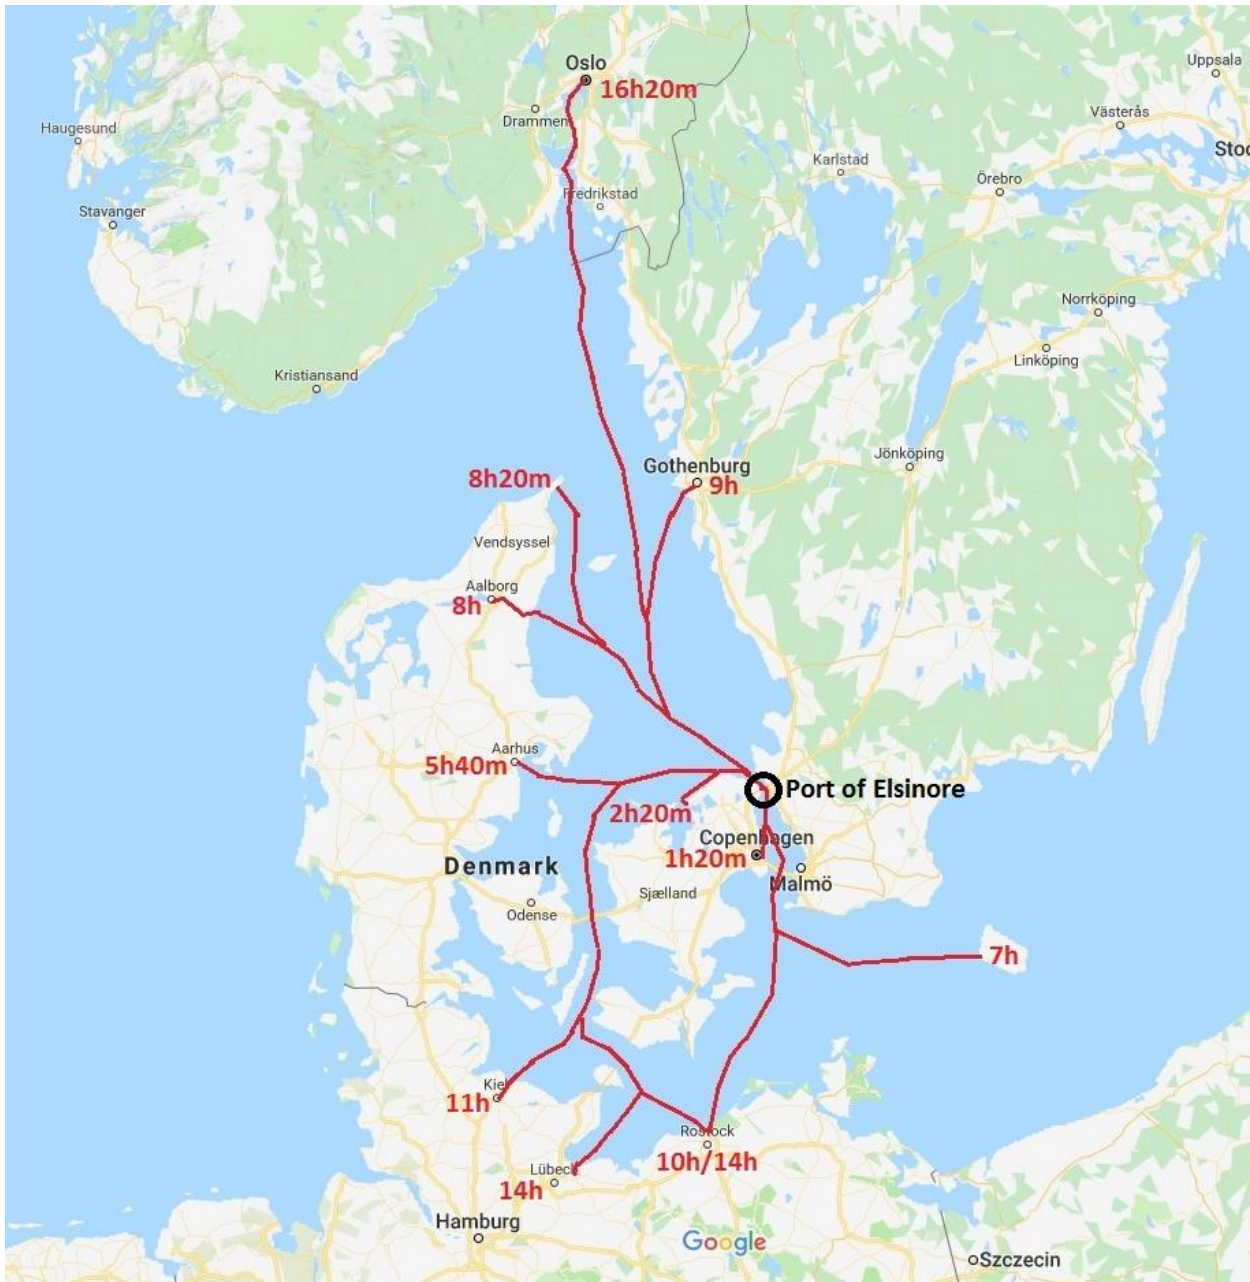 Oslo
16h20m
Uppsala
Drammen
Västerås
Haugesund
Stoc
Karlstad
Örebro
Fredrikstad
Stavanger
Norrköping
Linköping
Kristiansand
Jönköping
Gothenburg
8h20m
9h
Vendsyssel
Aalborg
8h
Aarhus
5h40m
Port of Elsinore
2h20m
Copenhagen
1h20m
Denmark
Malmö
Sjælland
Odense
7h
Kiel
11h
Rostock
10h/14h
Lübeck
14h
Hamburg
Google
Szczecin